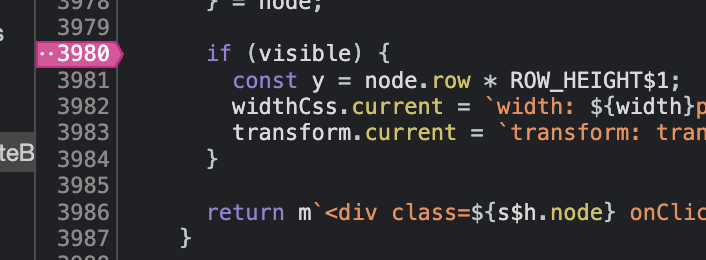 3978 } = node;
3979
3980 if (visible) {
3981 const y = node.row * ROW_HEIGHT$1;
3982 widthCss.current = `width: ${width}p
3983 transform.current = `transform: tran
3984 }
3985
3986 return m`<div class=${s$h.node} onClic
3987 }
teB